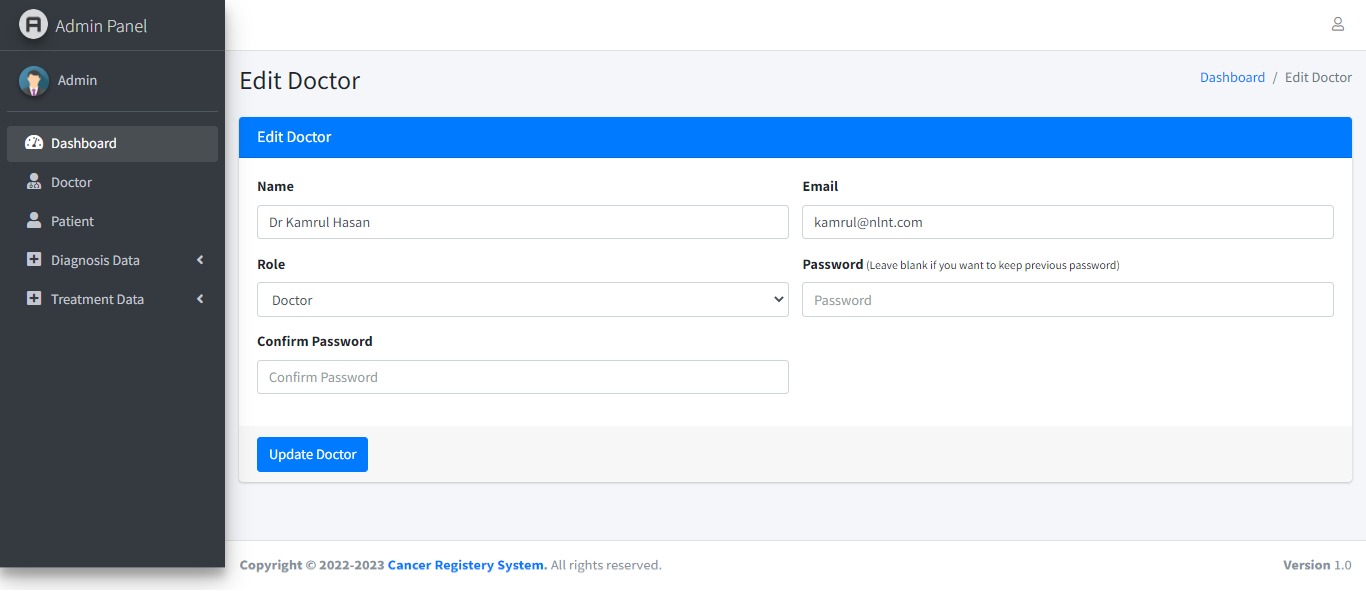 Admin Panel
Admin
Dashboard
Doctor
Patient
Diagnosis Data
Treatment Data
Edit Doctor
Dashboard / Edit Doctor
Edit Doctor
Name
Email
Dr Kamrul Hasan
kamrul@nlnt.com
Role
Password (Leave blank if you want to keep previous password)
Doctor
Password
Confirm Password
Confirm Password
Update Doctor
Copyright © 2022-2023 Cancer Registery System. All rights reserved.
Version 1.0